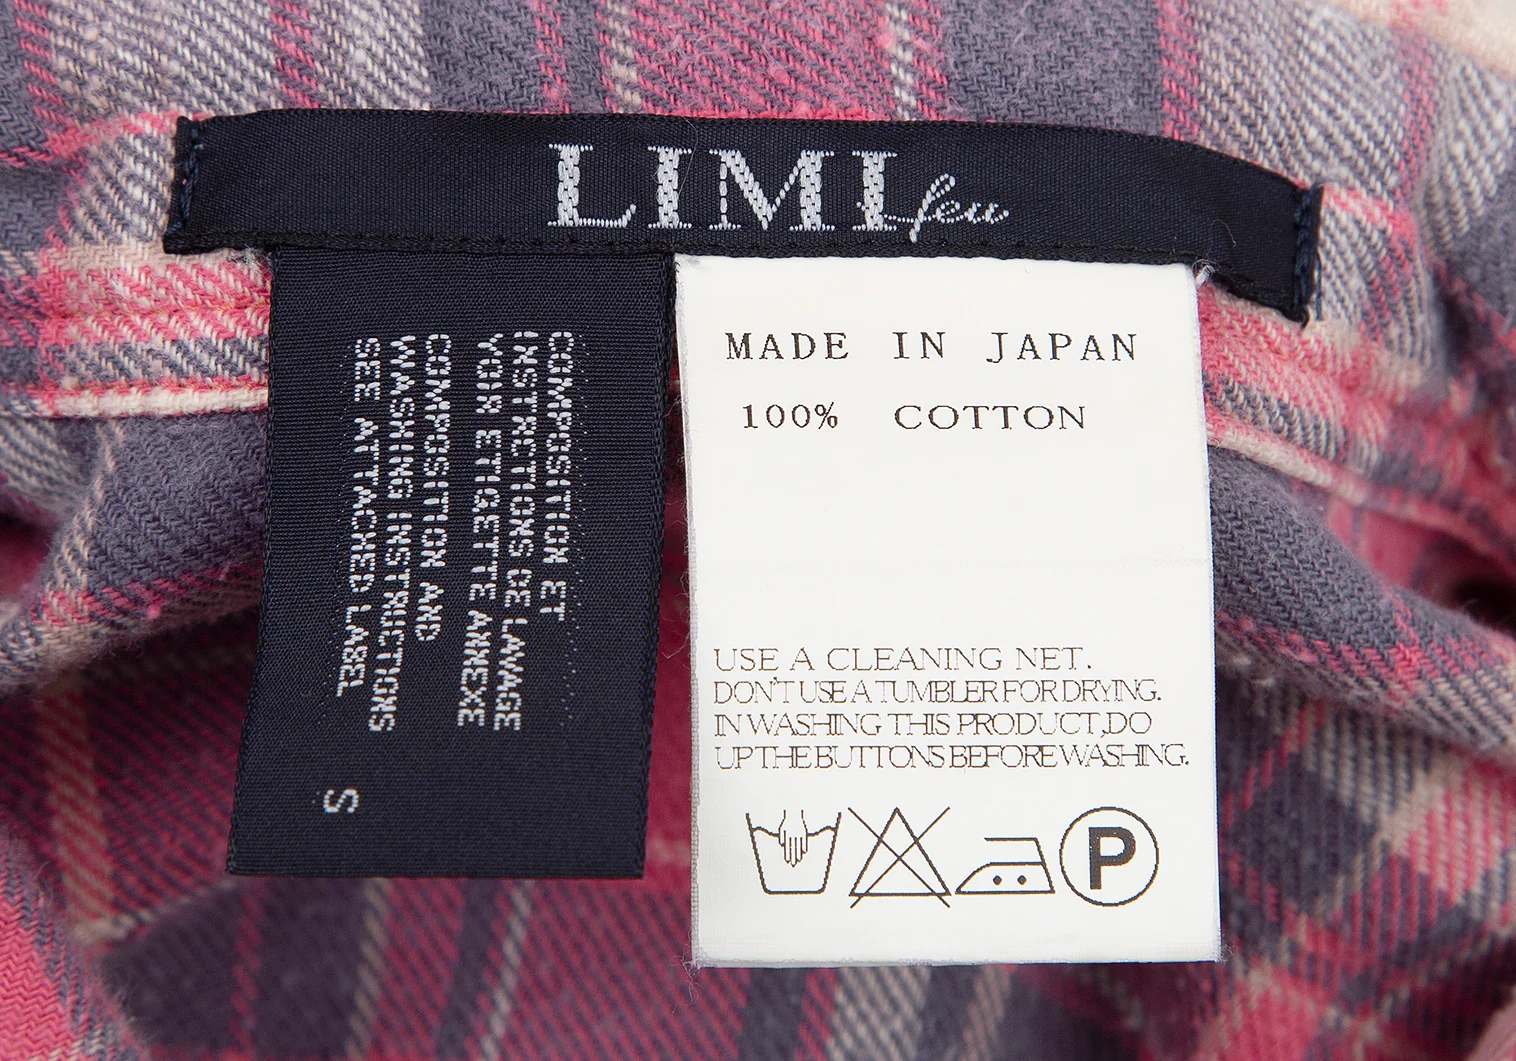 LIMI feu
COMPOSITION ET
INSTRUCTIONS DE LAVAGE
VOIR ETIQETTE ANNEXE
COMPOSITION AND
WASHING INSTRUCTIONS
SEE ATTACHED LABEL
S
MADE IN JAPAN
100% COTTON
USE A CLEANING NET.
DON'T USE A TUMBLER FOR DRYING.
IN WASHING THIS PRODUCT,DO
UP THE BUTTONS BEFORE WASHING.
P